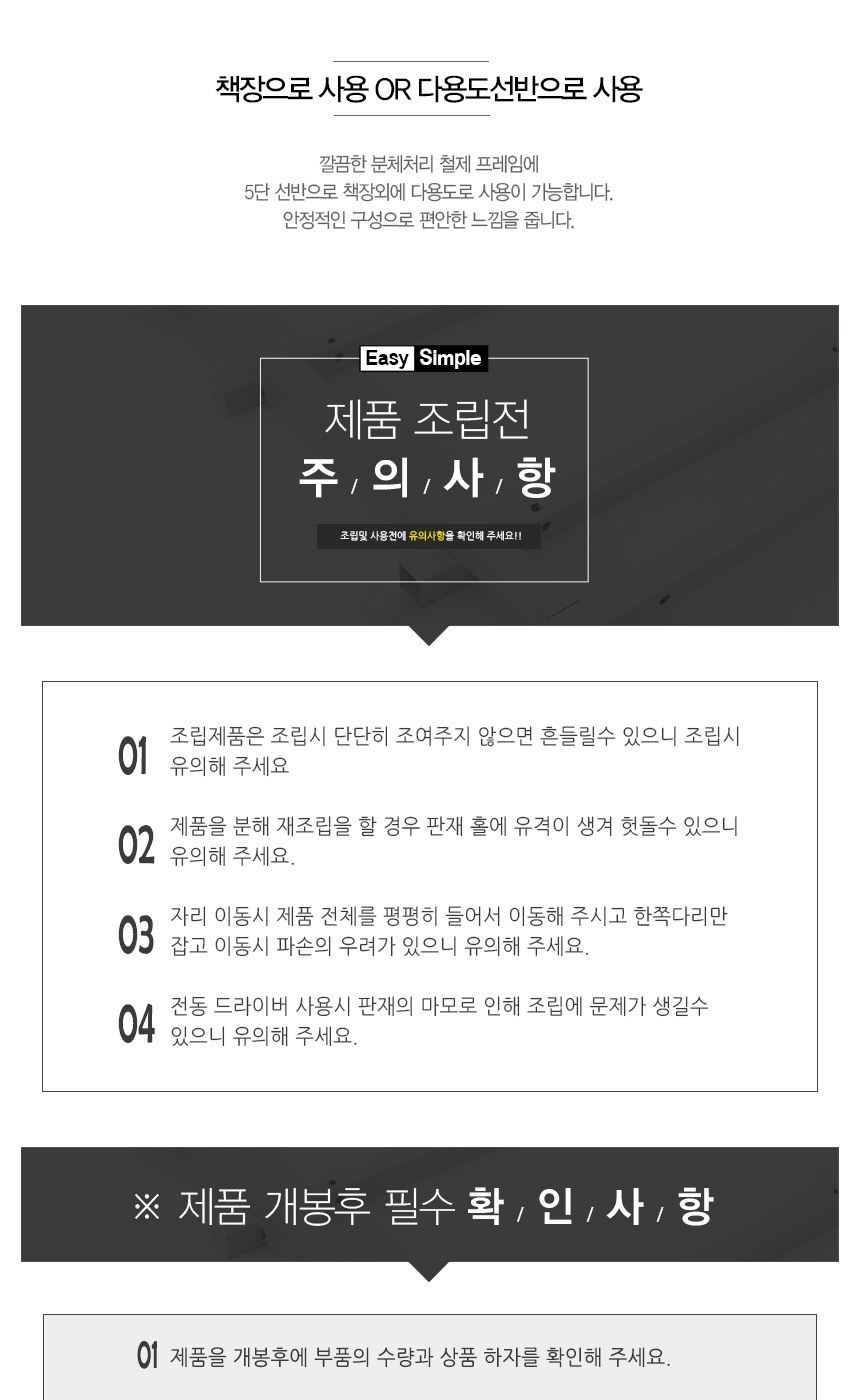 책장으로 사용 OR 다용도선반으로 사용
깔끔한 분체처리 철제 프레임에
5단 선반으로 책장외에 다용도로 사용이 가능합니다.
안정적인 구성으로 편안한 느낌을 줍니다.
Easy Simple
제품 조립전
주 / 의 / 사 / 항
조립및 사용전에 유의사항을 확인해 주세요!!
01 조립제품은 조립시 단단히 조여주지 않으면 흔들릴수 있으니 조립시
유의해 주세요
02 제품을 분해 재조립을 할 경우 판재 홀에 유격이 생겨 헛돌수 있으니
유의해 주세요.
03 자리 이동시 제품 전체를 평평히 들어서 이동해 주시고 한쪽다리만
잡고 이동시 파손의 우려가 있으니 유의해 주세요.
04 전동 드라이버 사용시 판재의 마모로 인해 조립에 문제가 생길수
있으니 유의해 주세요.
※ 제품 개봉후 필수 확 / 인 / 사 / 항
01 제품을 개봉후에 부품의 수량과 상품 하자를 확인해 주세요.